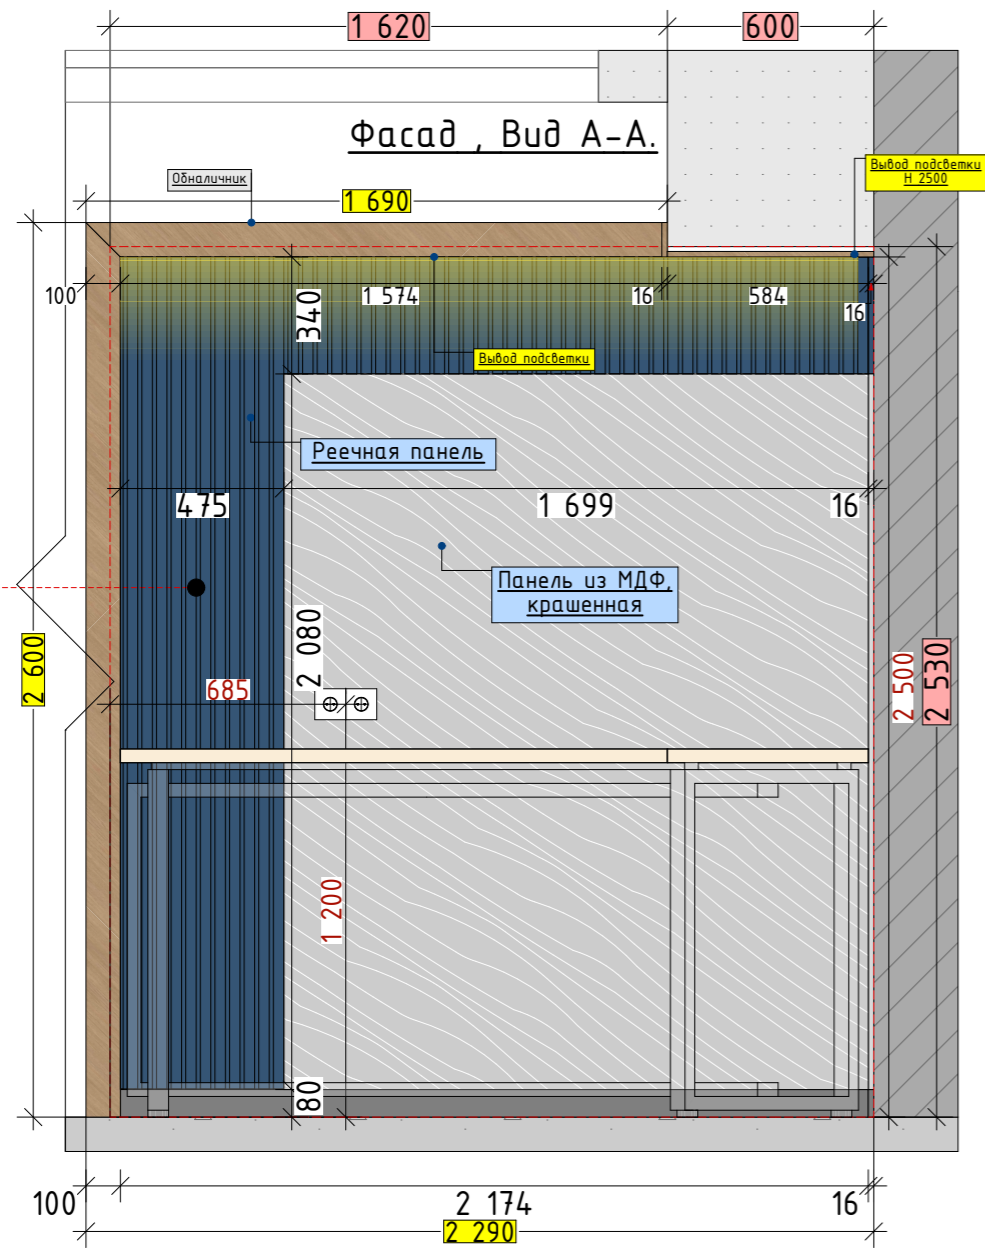 1 620
600
Фасад , Вид А-А.
Вывод подсветки
Н 2500
Обналичник
1 690
100
1 574
16
584
16
340
Вывод подсветки
Реечная панель
475
1 699
16
Панель из МДФ,
крашенная
2 080
2 600
685
2 500
2 530
1 200
80
100
2 174
16
2 290